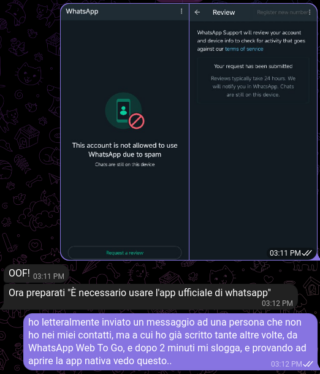 WhatsApp
This account is not allowed to use
WhatsApp due to spam
Chats are still on this device
Request a review
Review
Register new number
WhatsApp Support will review your account
and device info to check for activity that goes
against our terms of service
Your request has been submitted
Reviews typically take 24 hours. We
will notify you in WhatsApp. Chats
are still on this device.
03:11 PM
OOF! 03:11 PM
Ora preparati "È necessario usare l'app ufficiale di whatsapp"
03:12 PM
ho letteralmente inviato un messaggio ad una persona che non
ho nei miei contatti, ma a cui ho già scritto tante altre volte, da
WhatsApp Web To Go, e dopo 2 minuti mi slogga, e provando ad
aprire la app nativa vedo questo..
03:12 PM